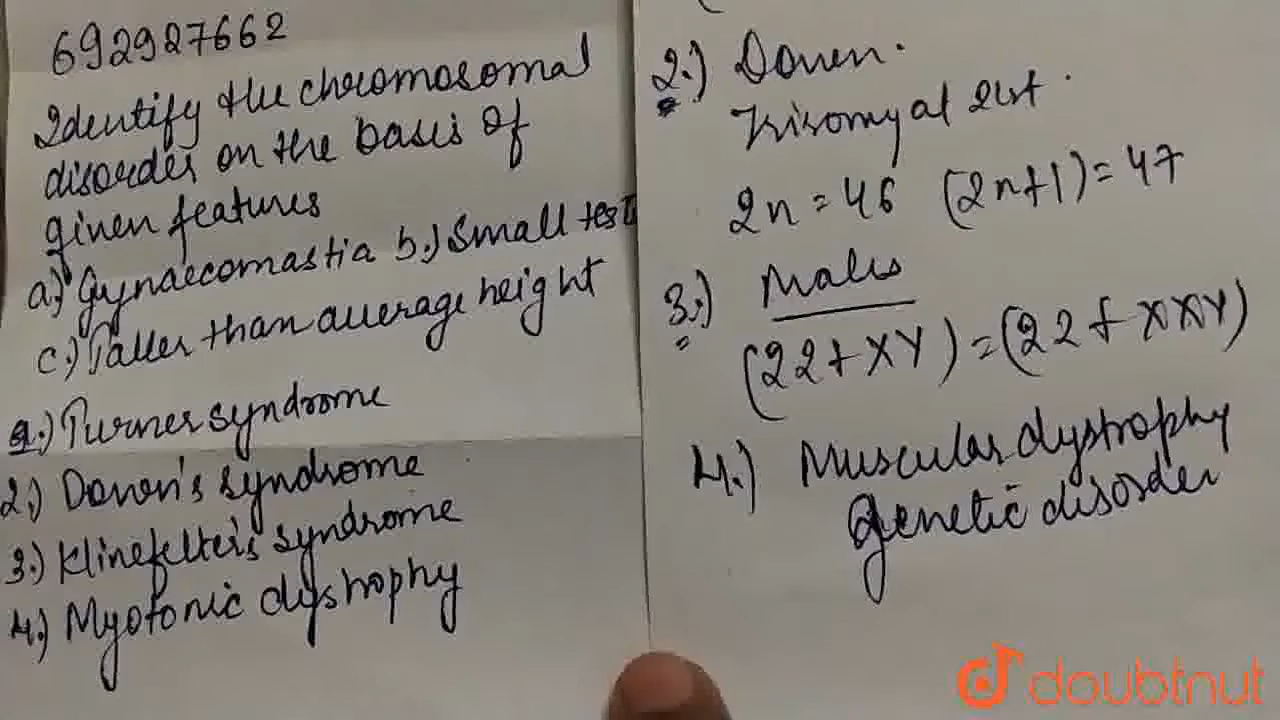 692927662
Identify the chromosomal
disorder on the basis of
given features
a.) Gynaecomastia b.) Small test
c.) Taller than average height
1.) Turner syndrome
2.) Down's syndrome
3.) Klinefelter's syndrome
4.) Myotonic dystrophy
2.) Down.
Trisomy at 21st.
2n = 46 (2n+1) = 47
3.) Males
(22+XY) = (22+XXY)
4.) Muscular dystrophy
genetic disorder
doubtnut